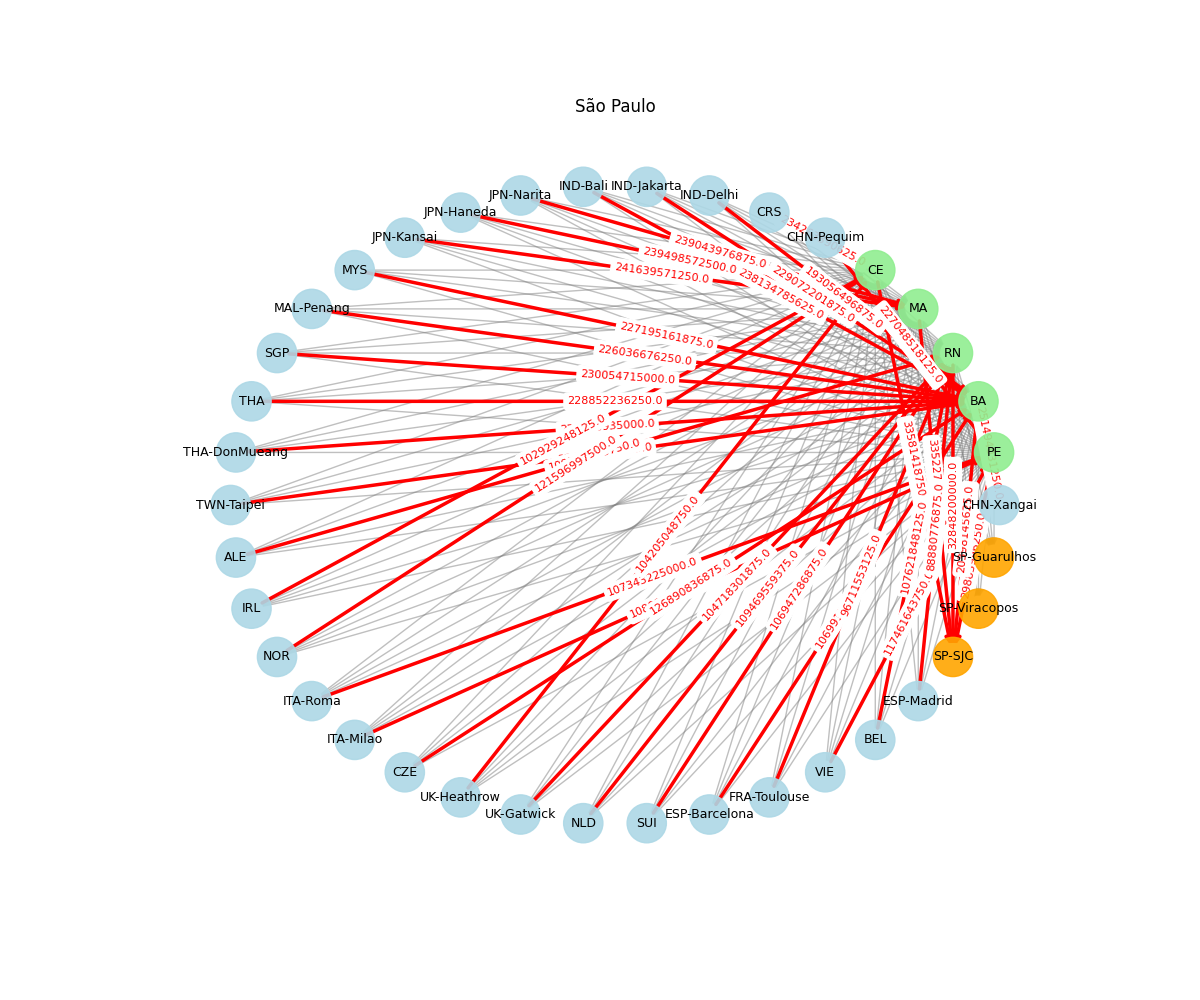 São Paulo
IND-Bali
IND-Jakarta
JPN-Narita
IND-Delhi
JPN-Haneda
CRS
JPN-Kansai
CHN-Pequim
239043976875.0
239498572500.0
241639571250.0
MYS
CE
238134785625.0
229072201875.0
193056496875.0
MAL-Penang
MA
227195161875.0
227048518125.0
SGP
226036676250.0
RN
230054715000.0
THA
228852236250.0
BA
THA-DonMueang
102929248125.0
121596997500.0
PE
TWN-Taipei
CHN-Xangai
104205048750.0
ALE
SP-Guarulhos
107343225000.0
126890836875.0
104718301875.0
109469559375.0
106947286875.0
96711553125.0
107621848125.0
117461643750.0
IRL
SP-Viracopos
NOR
SP-SJC
ITA-Roma
ESP-Madrid
ITA-Milao
BEL
CZE
VIE
UK-Heathrow
FRA-Toulouse
UK-Gatwick
ESP-Barcelona
NLD
SUI